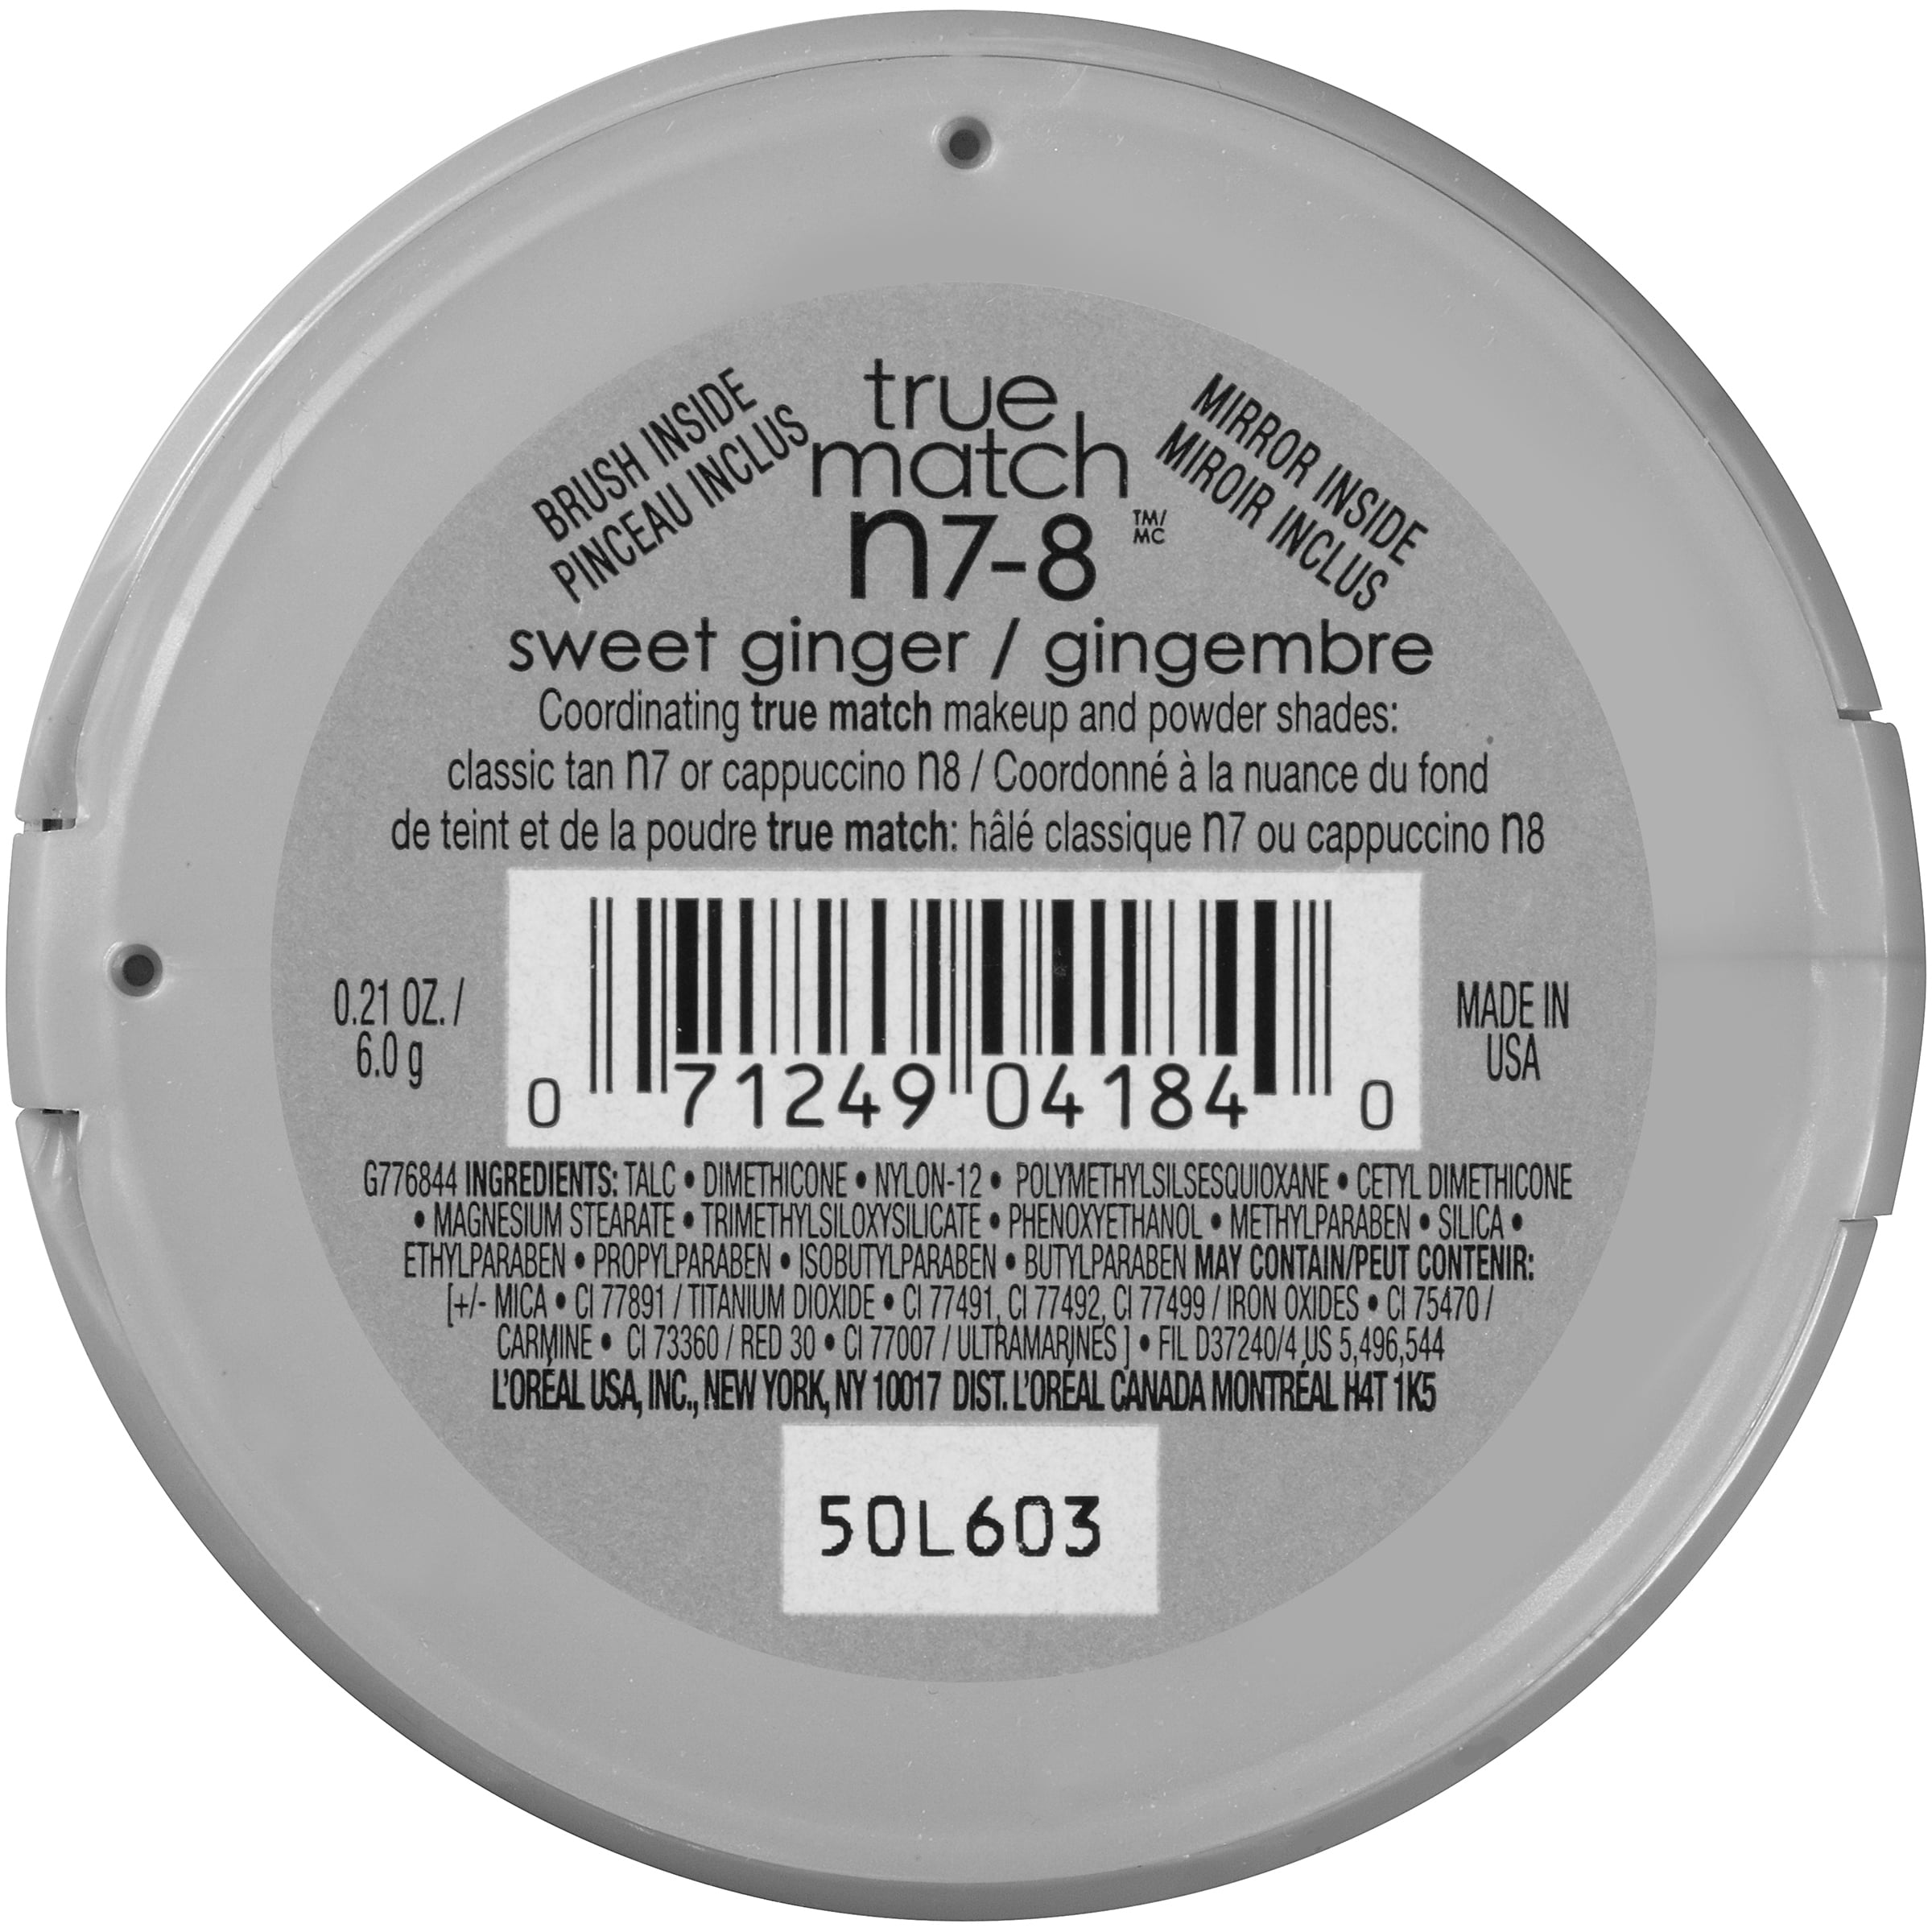 BRUSH INSIDE
PINCEAU INCLUS
true
match
n7-8 TM/
MC
MIRROR INSIDE
MIROIR INCLUS
sweet ginger / gingembre
Coordinating true match makeup and powder shades:
classic tan n7 or cappuccino n8 / Coordonné à la nuance du fond
de teint et de la poudre true match: hâlé classique n7 ou cappuccino n8
0.21 OZ. /
6.0 g
0 71249 04184 0
MADE IN
USA
G776844 INGREDIENTS: TALC • DIMETHICONE • NYLON-12 • POLYMETHYLSILSESQUIOXANE • CETYL DIMETHICONE
• MAGNESIUM STEARATE • TRIMETHYLSILOXYSILICATE • PHENOXYETHANOL • METHYLPARABEN • SILICA •
ETHYLPARABEN • PROPYLPARABEN • ISOBUTYLPARABEN • BUTYLPARABEN MAY CONTAIN/PEUT CONTENIR:
[+/- MICA • CI 77891 / TITANIUM DIOXIDE • CI 77491, CI 77492, CI 77499 / IRON OXIDES • CI 75470 /
CARMINE • CI 73360 / RED 30 • CI 77007 / ULTRAMARINES ] • FIL D37240/4 US 5,496,544
L'ORÉAL USA, INC., NEW YORK, NY 10017 DIST. L'ORÉAL CANADA MONTRÉAL H4T 1K5
50L603